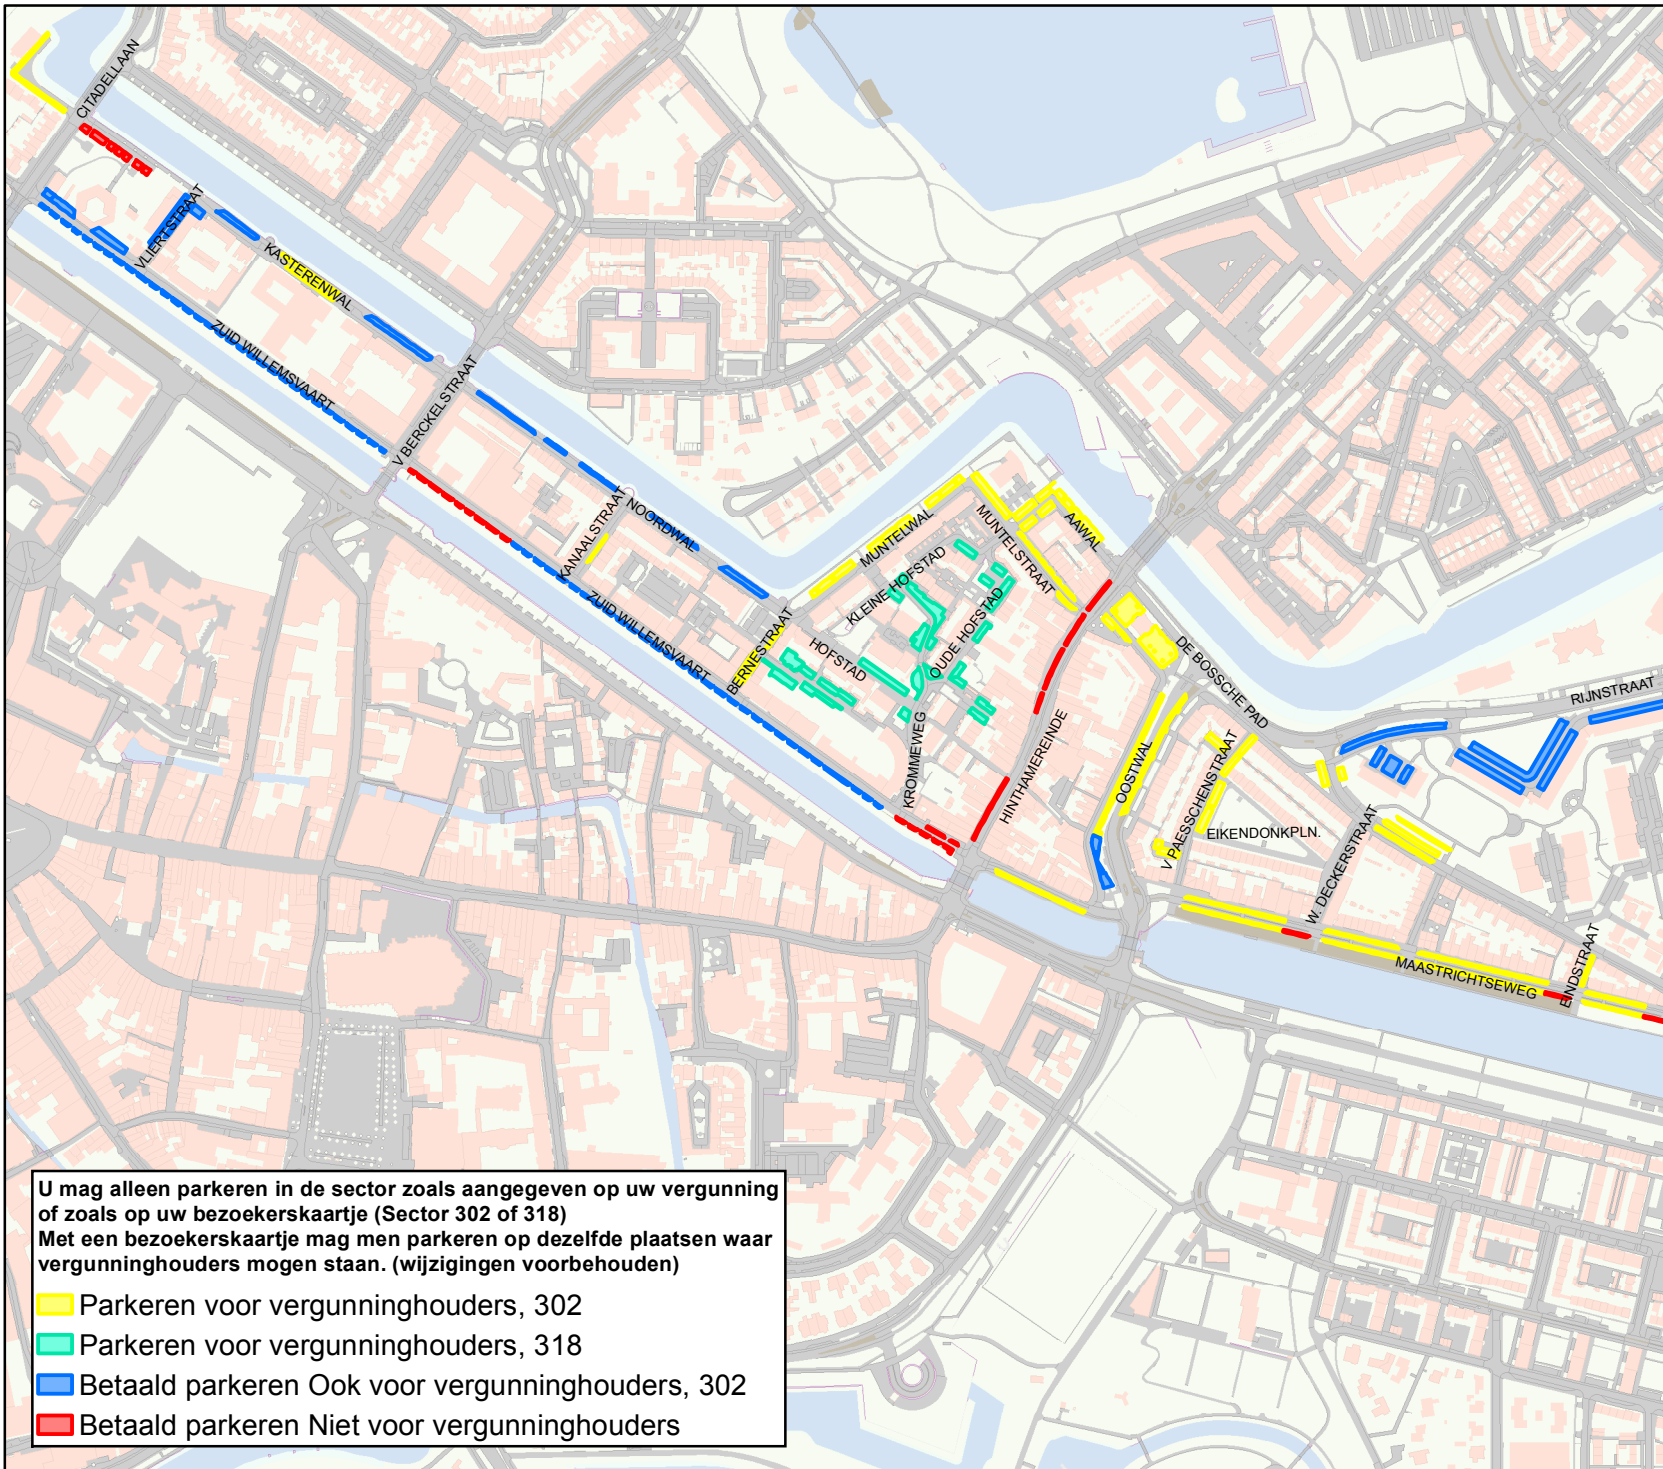 CITADELLAAN
VLIERTSTRAAT
KASTERENWAL
ZUID WILLEMSVAART
V BERCKELSTRAAT
KANAALSTRAAT
NOORDWAL
ZUID WILLEMSVAART
BERNESTRAAT
MUNTELWAL
KLEINE HOFSTAD
HOFSTAD
OUDE HOFSTAD
MUNTELSTRAAT
AAWAL
KROMMEWEG
HINTHAMEREINDE
DE BOSSCHE PAD
OOSTWAL
V PAESSCHENSTRAAT
EIKENDONKPLN.
W. DECKERSTRAAT
RIJNSTRAAT
MAASTRICHTSEWEG
EINDSTRAAT
U mag alleen parkeren in de sector zoals aangegeven op uw vergunning
of zoals op uw bezoekerskaartje (Sector 302 of 318)
Met een bezoekerskaartje mag men parkeren op dezelfde plaatsen waar
vergunninghouders mogen staan. (wijzigingen voorbehouden)
Parkeren voor vergunninghouders, 302
Parkeren voor vergunninghouders, 318
Betaald parkeren Ook voor vergunninghouders, 302
Betaald parkeren Niet voor vergunninghouders